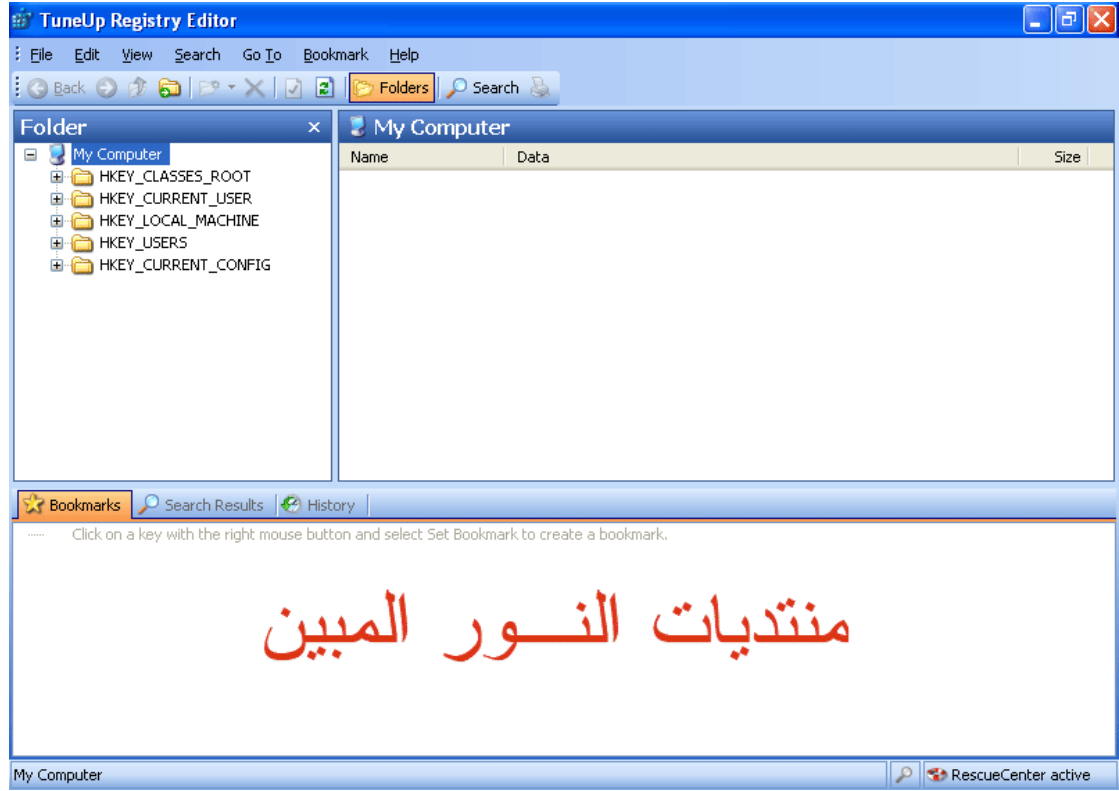 TuneUp Registry Editor
File Edit View Search Go To Bookmark Help
Back Folders Search
Folder
My Computer
HKEY_CLASSES_ROOT
HKEY_CURRENT_USER
HKEY_LOCAL_MACHINE
HKEY_USERS
HKEY_CURRENT_CONFIG
My Computer
Name Data Size
Bookmarks Search Results History
Click on a key with the right mouse button and select Set Bookmark to create a bookmark.
منتديات النـــور المبين
My Computer RescueCenter active